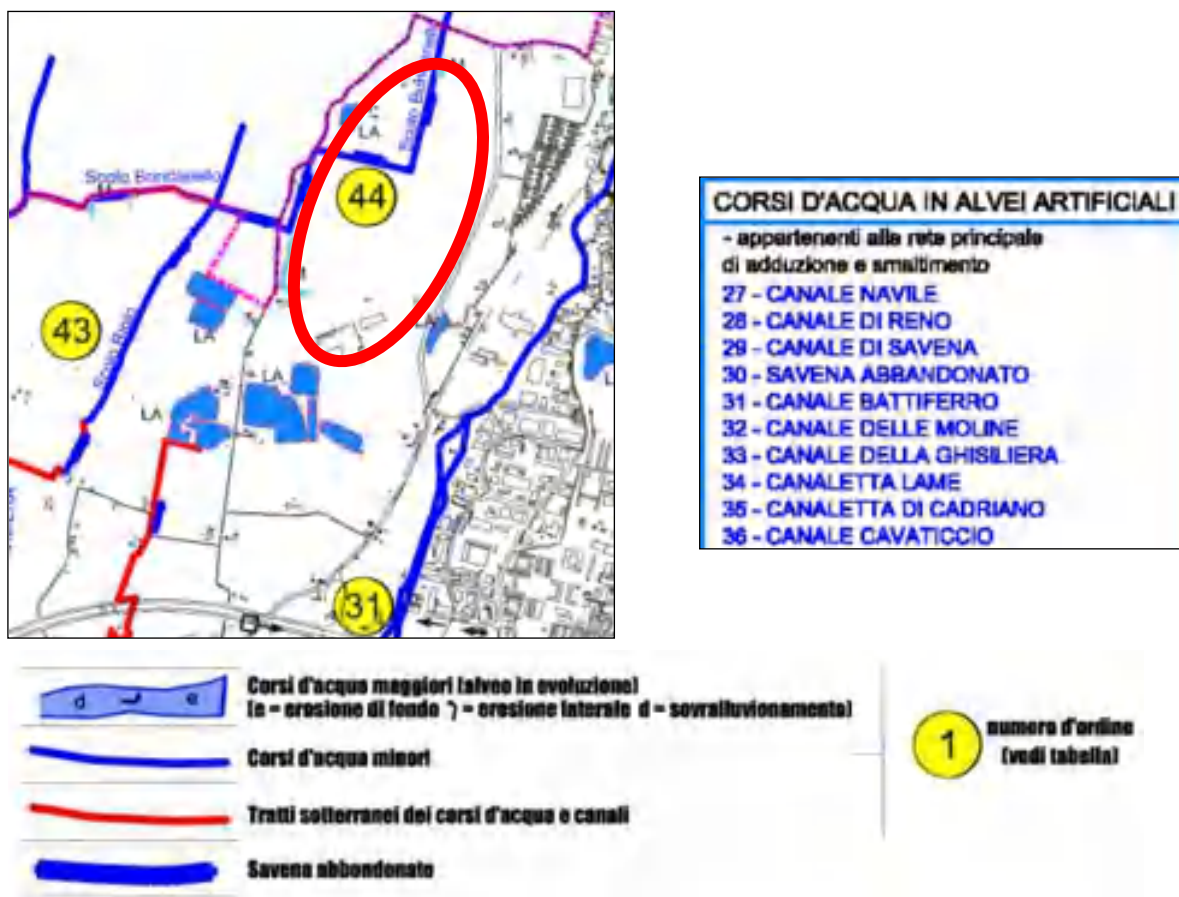 Scolo Bondanello
LA
44
43
Scolo Bigio
LA
LA
LA
LA
31
CORSI D'ACQUA IN ALVEI ARTIFICIALI
- appartenenti alla rete principale
di adduzione e smaltimento
27 - CANALE NAVILE
28 - CANALE DI RENO
29 - CANALE DI SAVENA
30 - SAVENA ABBANDONATO
31 - CANALE BATTIFERRO
32 - CANALE DELLE MOLINE
33 - CANALE DELLA GHISILIERA
34 - CANALETTA LAME
35 - CANALETTA DI CADRIANO
36 - CANALE CAVATICCIO
d e
Corsi d'acqua maggiori (alveo in evoluzione)
(e = erosione di fondo = erosione laterale d = sovralluvionamento)
Corsi d'acqua minori
Tratti sotterranei dei corsi d'acqua e canali
Savena abbondonato
1
numero d'ordine
(vedi tabella)